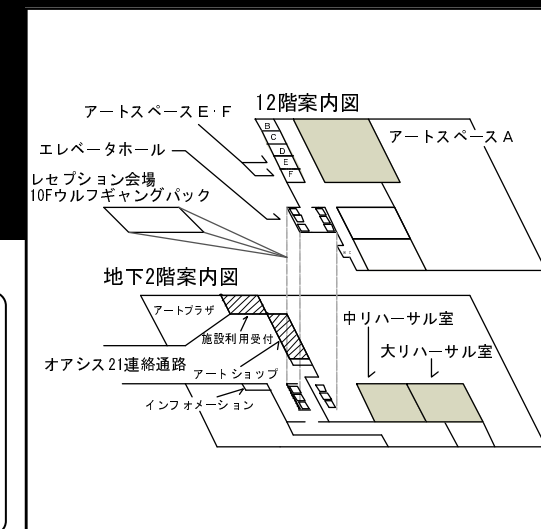 12階案内図
アートスペースE・F
アートスペースA
B
C
D
E
F
エレベータホール
レセプション会場
10Fウルフギャングパック
地下2階案内図
アートプラザ
施設利用受付
中リハーサル室
大リハーサル室
オアシス21連絡通路
アートショップ
インフォメーション